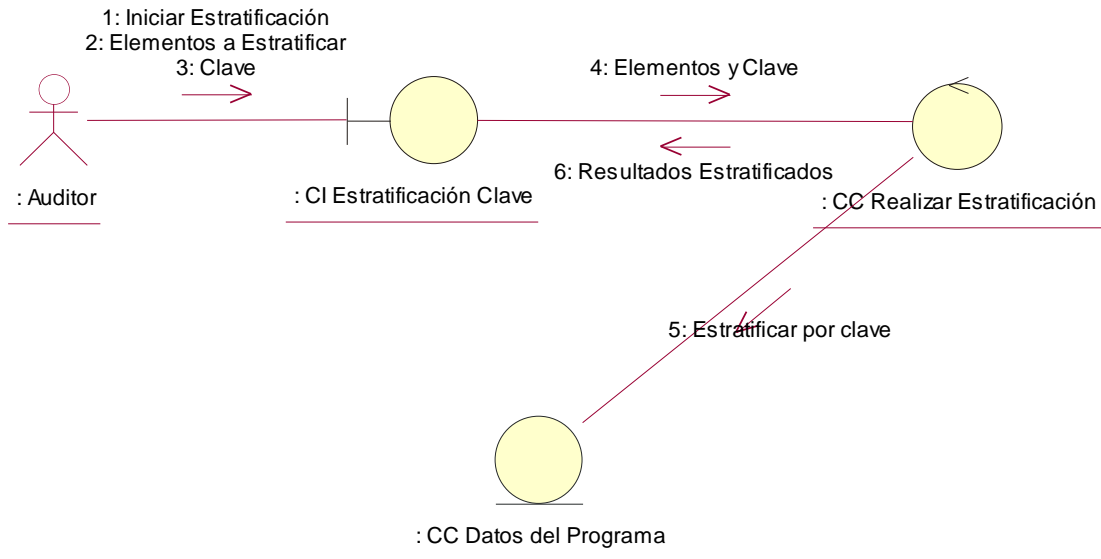 1: Iniciar Estratificación
2: Elementos a Estratificar
3: Clave
4: Elementos y Clave
6: Resultados Estratificados
: Auditor
: CI Estratificación Clave
: CC Realizar Estratificación
5: Estratificar por clave
: CC Datos del Programa